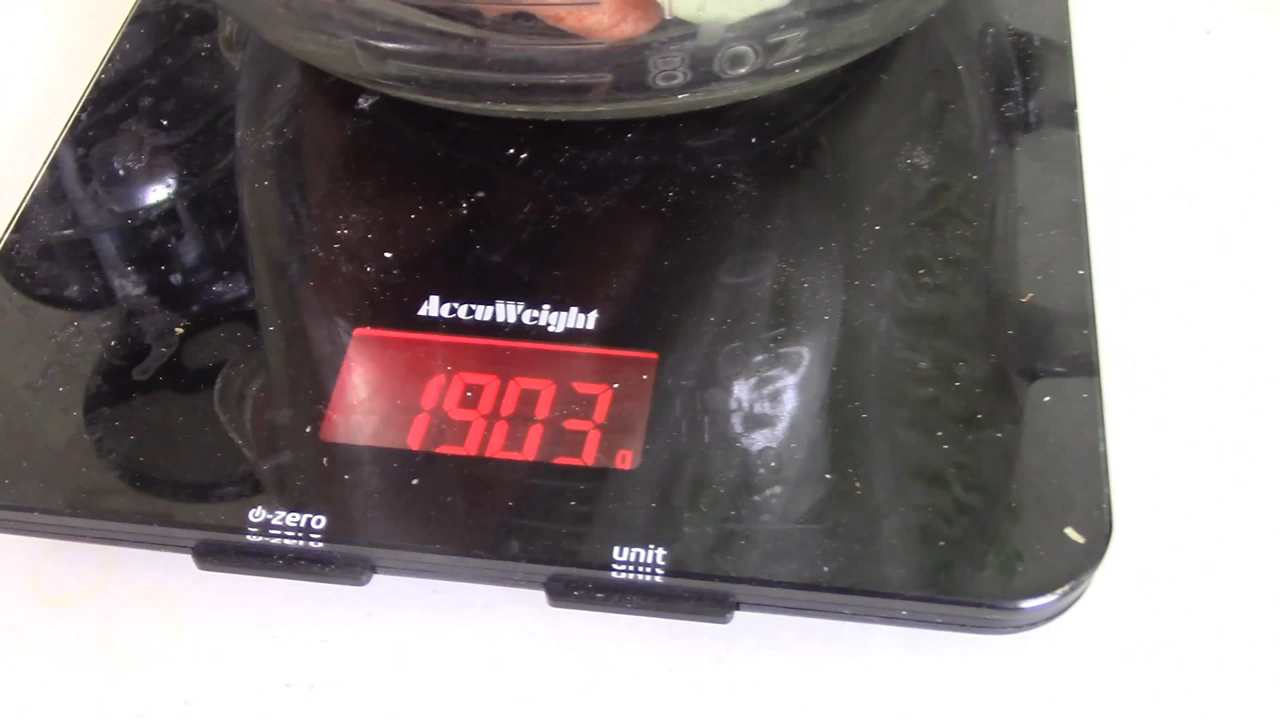 8 OZ
AccuWeight
1903 g
⏻-zero
unit